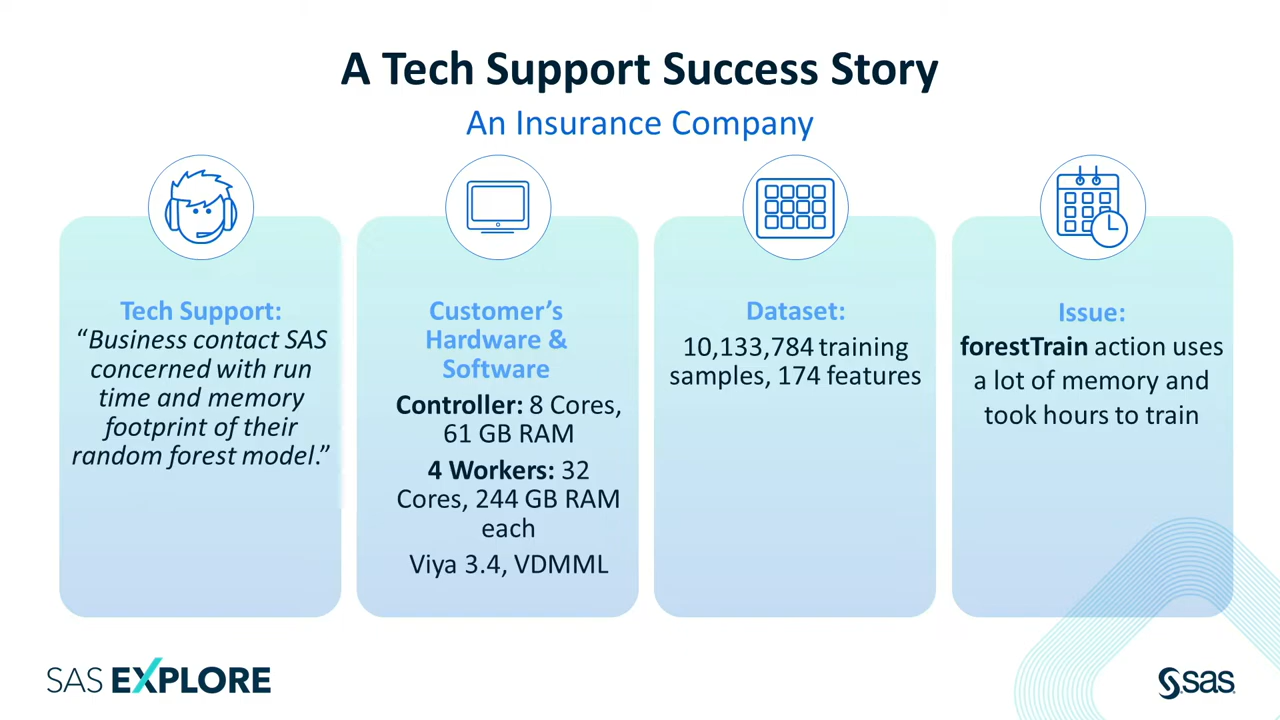 A Tech Support Success Story
An Insurance Company
Tech Support:
“Business contact SAS
concerned with run
time and memory
footprint of their
random forest model.”
Customer’s
Hardware &
Software
Controller: 8 Cores,
61 GB RAM
4 Workers: 32
Cores, 244 GB RAM
each
Viya 3.4, VDMML
Dataset:
10,133,784 training
samples, 174 features
Issue:
forestTrain action uses
a lot of memory and
took hours to train
SAS EXPLORE
sas